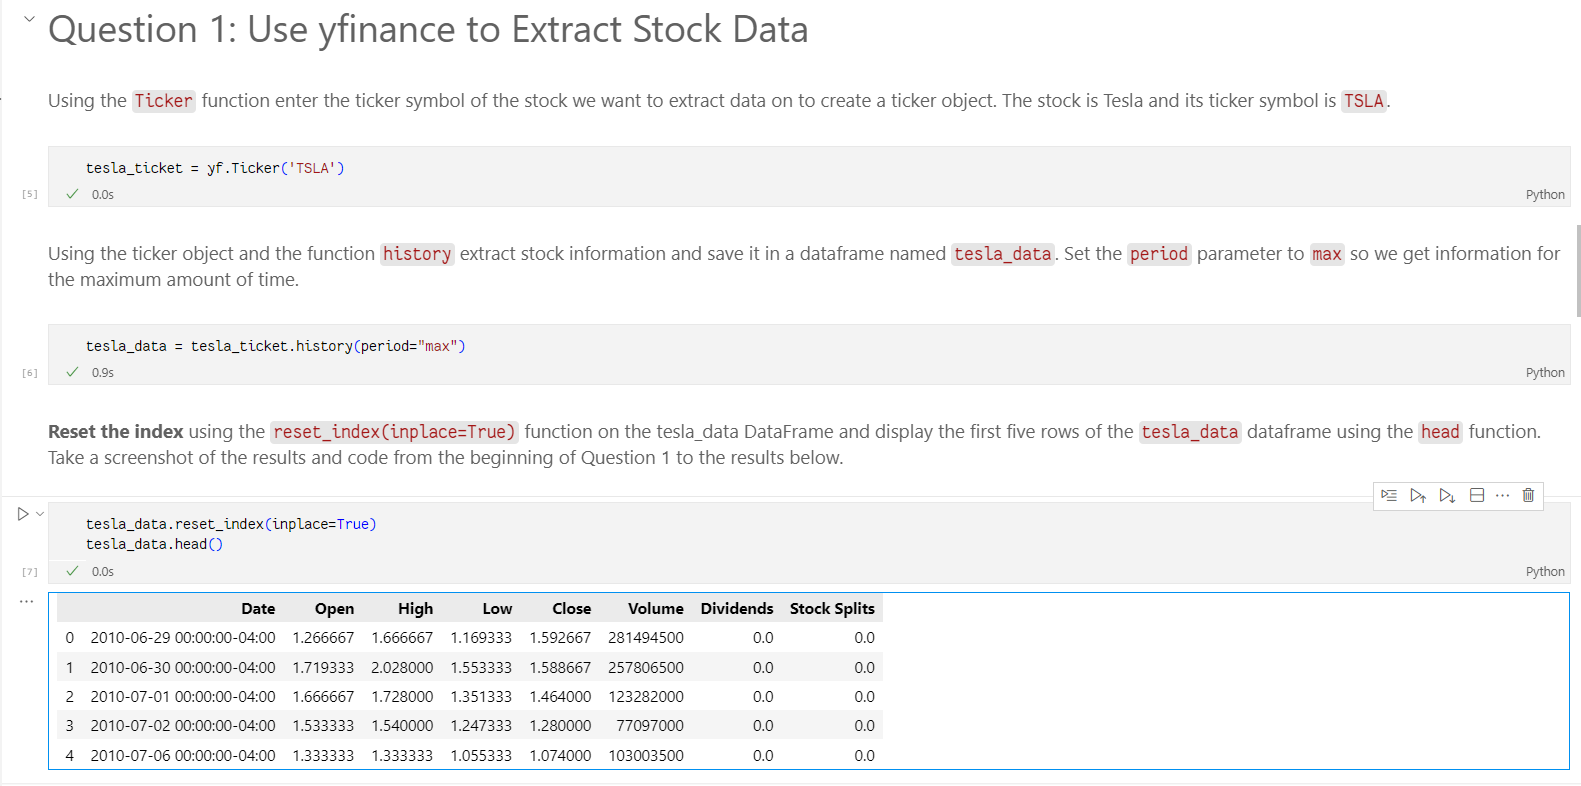 Question 1: Use yfinance to Extract Stock Data
Using the Ticker function enter the ticker symbol of the stock we want to extract data on to create a ticker object. The stock is Tesla and its ticker symbol is TSLA.
tesla_ticket = yf.Ticker('TSLA')
[5] 0.0s Python
Using the ticker object and the function history extract stock information and save it in a dataframe named tesla_data. Set the period parameter to max so we get information for
the maximum amount of time.
tesla_data = tesla_ticket.history(period="max")
[6] 0.9s Python
Reset the index using the reset_index(inplace=True) function on the tesla_data DataFrame and display the first five rows of the tesla_data dataframe using the head function.
Take a screenshot of the results and code from the beginning of Question 1 to the results below.
tesla_data.reset_index(inplace=True)
tesla_data.head()
[7] 0.0s Python
Date Open High Low Close Volume Dividends Stock Splits
0 2010-06-29 00:00:00-04:00 1.266667 1.666667 1.169333 1.592667 281494500 0.0 0.0
1 2010-06-30 00:00:00-04:00 1.719333 2.028000 1.553333 1.588667 257806500 0.0 0.0
2 2010-07-01 00:00:00-04:00 1.666667 1.728000 1.351333 1.464000 123282000 0.0 0.0
3 2010-07-02 00:00:00-04:00 1.533333 1.540000 1.247333 1.280000 77097000 0.0 0.0
4 2010-07-06 00:00:00-04:00 1.333333 1.333333 1.055333 1.074000 103003500 0.0 0.0